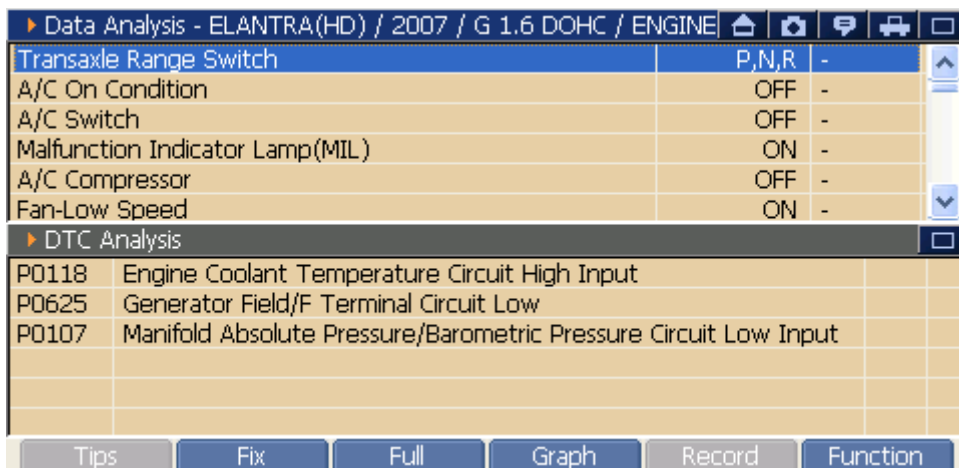 Data Analysis - ELANTRA(HD) / 2007 / G 1.6 DOHC / ENGINE
Transaxle Range Switch P,N,R -
A/C On Condition OFF -
A/C Switch OFF -
Malfunction Indicator Lamp(MIL) ON -
A/C Compressor OFF -
Fan-Low Speed ON -
DTC Analysis
P0118 Engine Coolant Temperature Circuit High Input
P0625 Generator Field/F Terminal Circuit Low
P0107 Manifold Absolute Pressure/Barometric Pressure Circuit Low Input
Tips Fix Full Graph Record Function